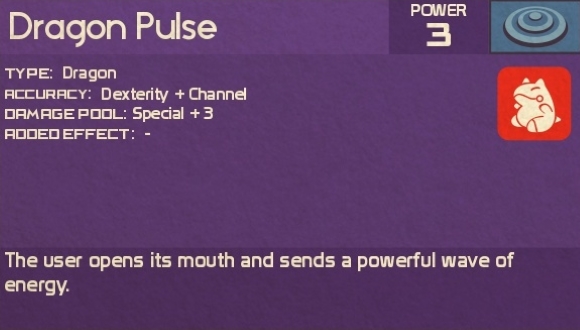 Dragon Pulse
POWER
3
TYPE: Dragon
ACCURACY: Dexterity + Channel
DAMAGE POOL: Special + 3
ADDED EFFECT: -
The user opens its mouth and sends a powerful wave of
energy.